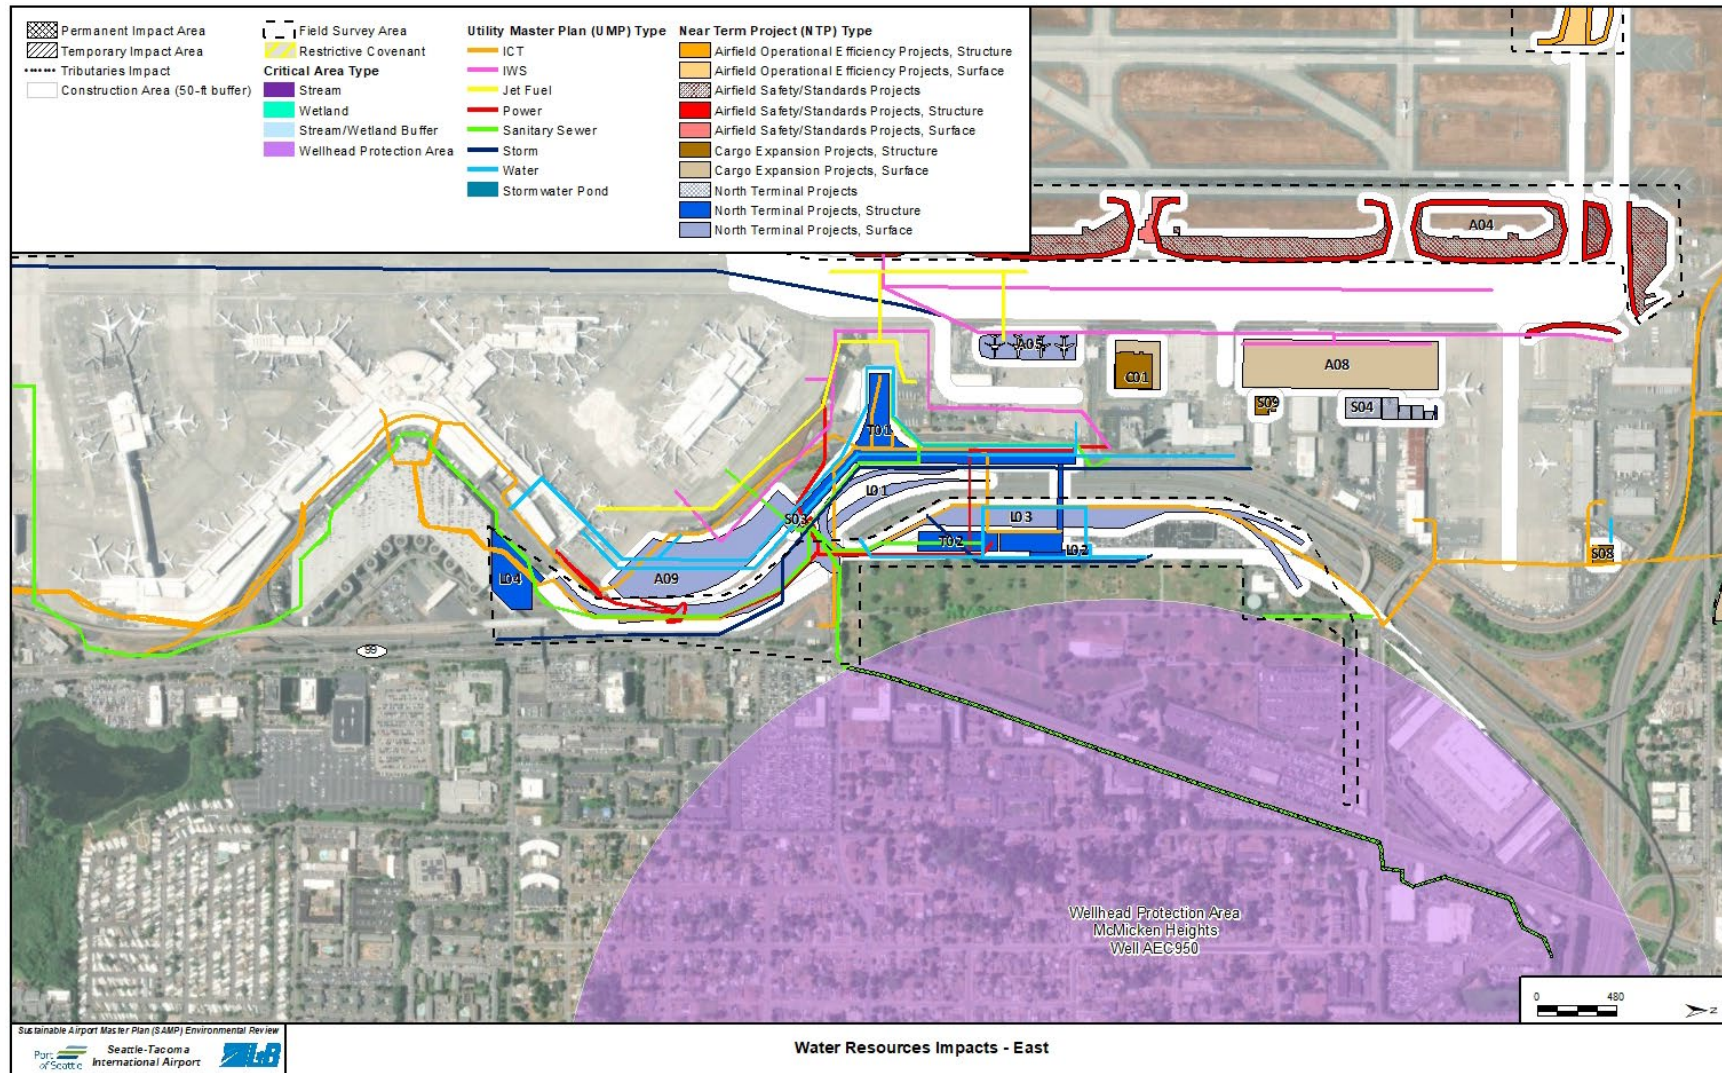 Permanent Impact Area
Temporary Impact Area
Tributaries Impact
Construction Area (50-ft buffer)
Field Survey Area
Restrictive Covenant
Critical Area Type
Stream
Wetland
Stream/Wetland Buffer
Wellhead Protection Area
Utility Master Plan (UMP) Type
ICT
IWS
Jet Fuel
Power
Sanitary Sewer
Storm
Water
Stormwater Pond
Near Term Project (NTP) Type
Airfield Operational Efficiency Projects, Structure
Airfield Operational Efficiency Projects, Surface
Airfield Safety/Standards Projects
Airfield Safety/Standards Projects, Structure
Airfield Safety/Standards Projects, Surface
Cargo Expansion Projects, Structure
Cargo Expansion Projects, Surface
North Terminal Projects
North Terminal Projects, Structure
North Terminal Projects, Surface
A04
A05
C01
A08
S09
S04
T01
L01
S03
L03
T02
L02
S08
L04
A09
99
Wellhead Protection Area
McMicken Heights
Well AEC950
0 480
N
Sustainable Airport Master Plan (SAMP) Environmental Review
Port of Seattle
Seattle-Tacoma
International Airport
L&B
Water Resources Impacts - East